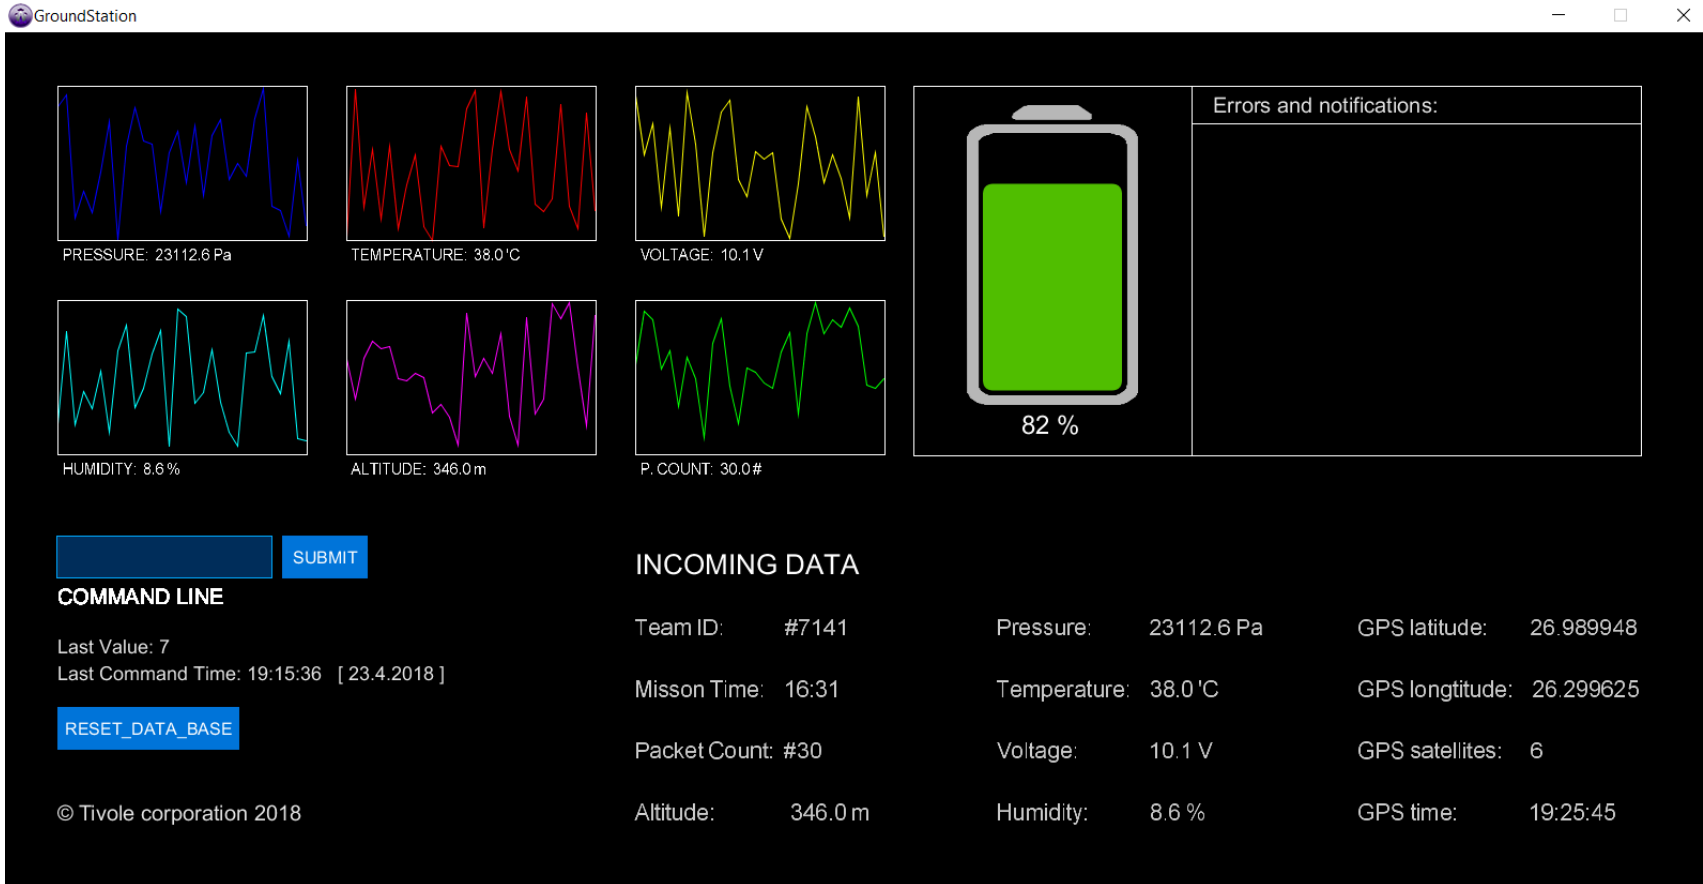 GroundStation
PRESSURE: 23112.6 Pa
TEMPERATURE: 38.0 'C
VOLTAGE: 10.1 V
HUMIDITY: 8.6 %
ALTITUDE: 346.0 m
P. COUNT: 30.0 #
82 %
Errors and notifications:
SUBMIT
COMMAND LINE
Last Value: 7
Last Command Time: 19:15:36 [ 23.4.2018 ]
RESET_DATA_BASE
© Tivole corporation 2018
INCOMING DATA
Team ID: #7141
Misson Time: 16:31
Packet Count: #30
Altitude: 346.0 m
Pressure: 23112.6 Pa
Temperature: 38.0 'C
Voltage: 10.1 V
Humidity: 8.6 %
GPS latitude: 26.989948
GPS longtitude: 26.299625
GPS satellites: 6
GPS time: 19:25:45